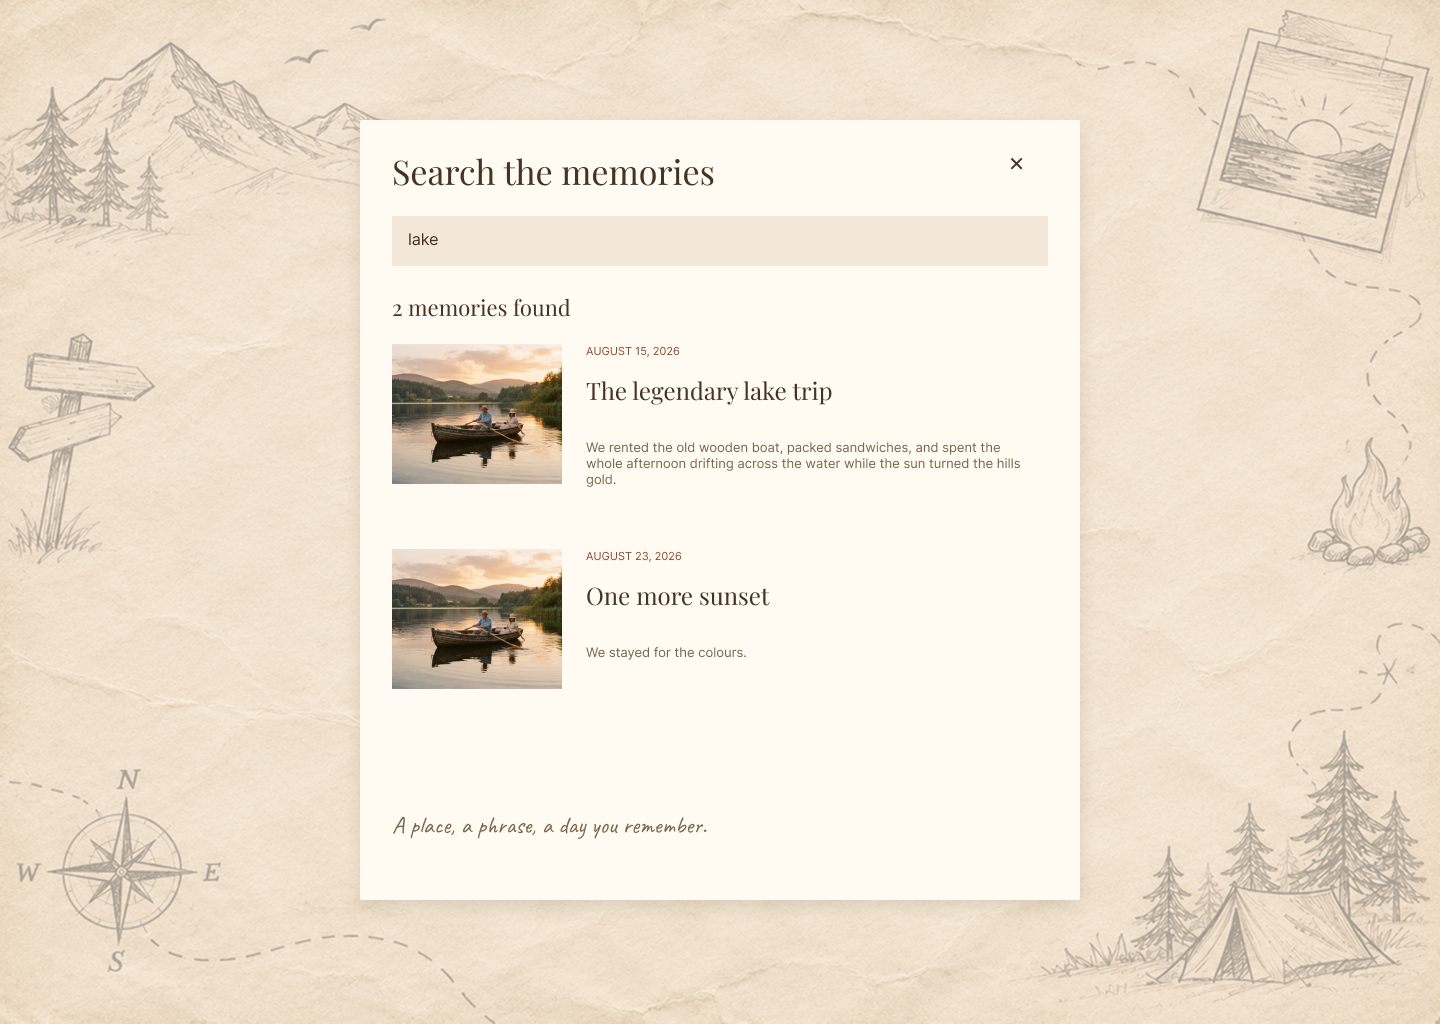 Search the memories
✕
lake
2 memories found
AUGUST 15, 2026
The legendary lake trip
We rented the old wooden boat, packed sandwiches, and spent the
whole afternoon drifting across the water while the sun turned the hills
gold.
AUGUST 23, 2026
One more sunset
We stayed for the colours.
N
W
E
S
A place, a phrase, a day you remember.